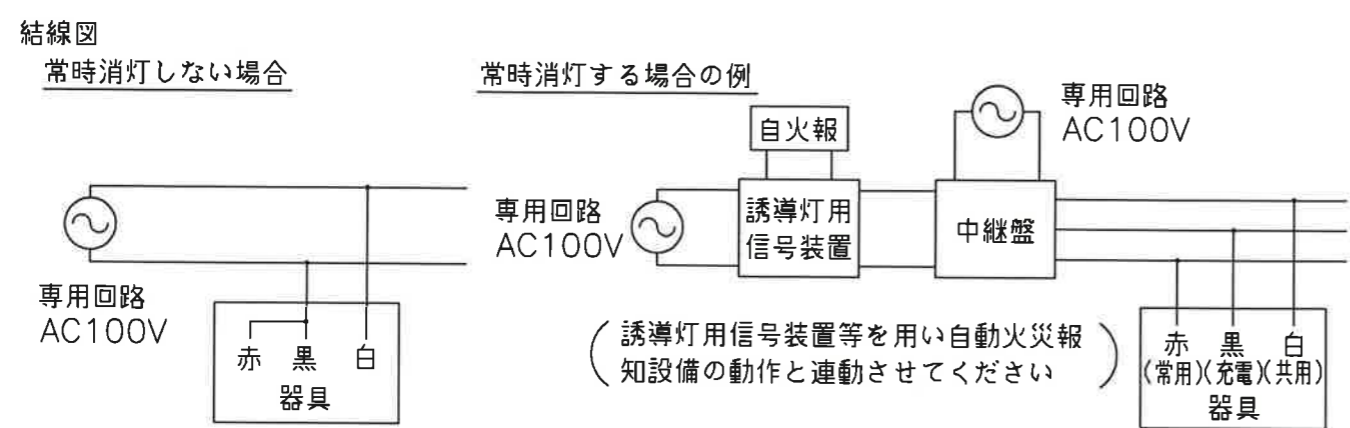 結線図
常時消灯しない場合
専用回路
AC100V
赤 黒 白
器具
常時消灯する場合の例
自火報
専用回路
AC100V
誘導灯用
信号装置
中継盤
専用回路
AC100V
誘導灯用信号装置等を用い自動火災報
知設備の動作と連動させてください
赤 黒 白
(常用)(充電)(共用)
器具